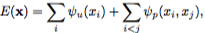 E(𝐱) = ∑_i ψ_u(x_i) + ∑_{i<j} ψ_p(x_i, x_j),